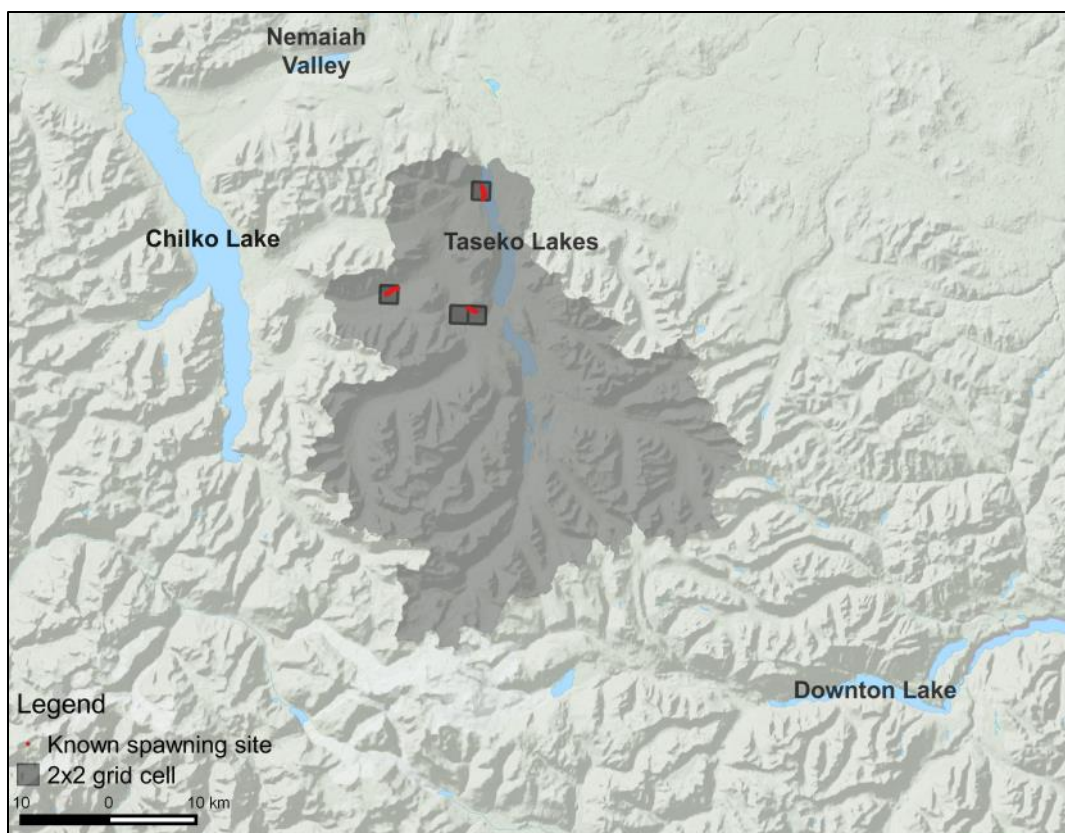 Nemaiah
Valley
Chilko Lake
Taseko Lakes
Downton Lake
Legend
Known spawning site
2x2 grid cell
10 0 10 km